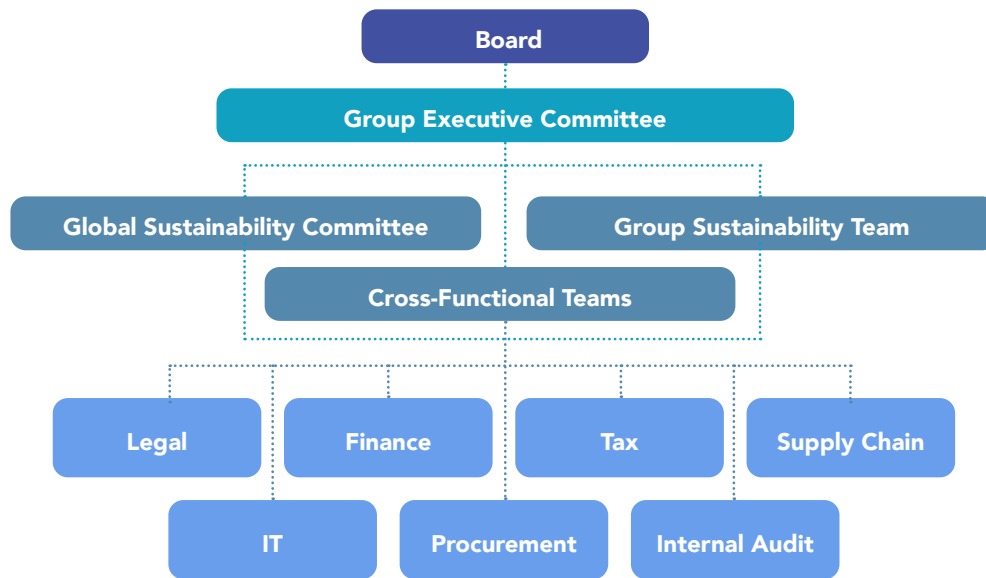 Board
Group Executive Committee
Global Sustainability Committee
Group Sustainability Team
Cross-Functional Teams
Legal
Finance
Tax
Supply Chain
IT
Procurement
Internal Audit